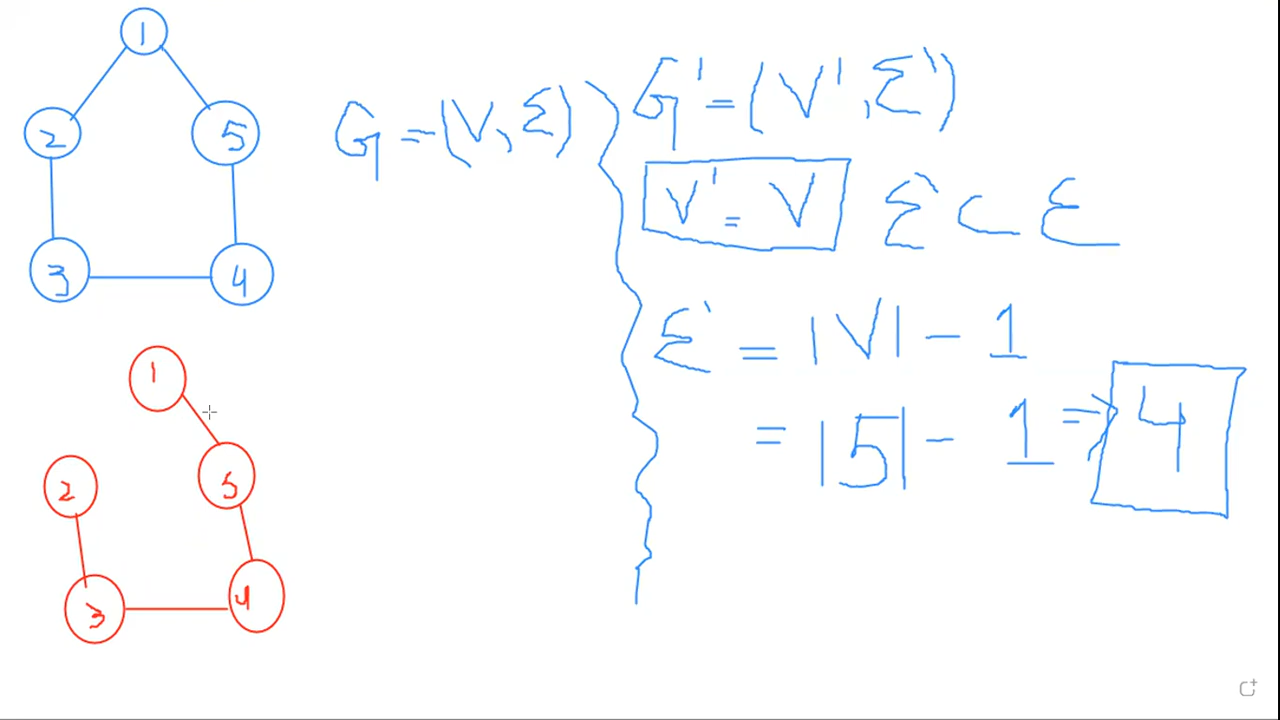 1
2
5
3
4
G = (V, E)
G' = (V', E')
V' = V
E' ⊂ E
E' = |V| - 1
= |5| - 1 => 4
1
2
5
3
4